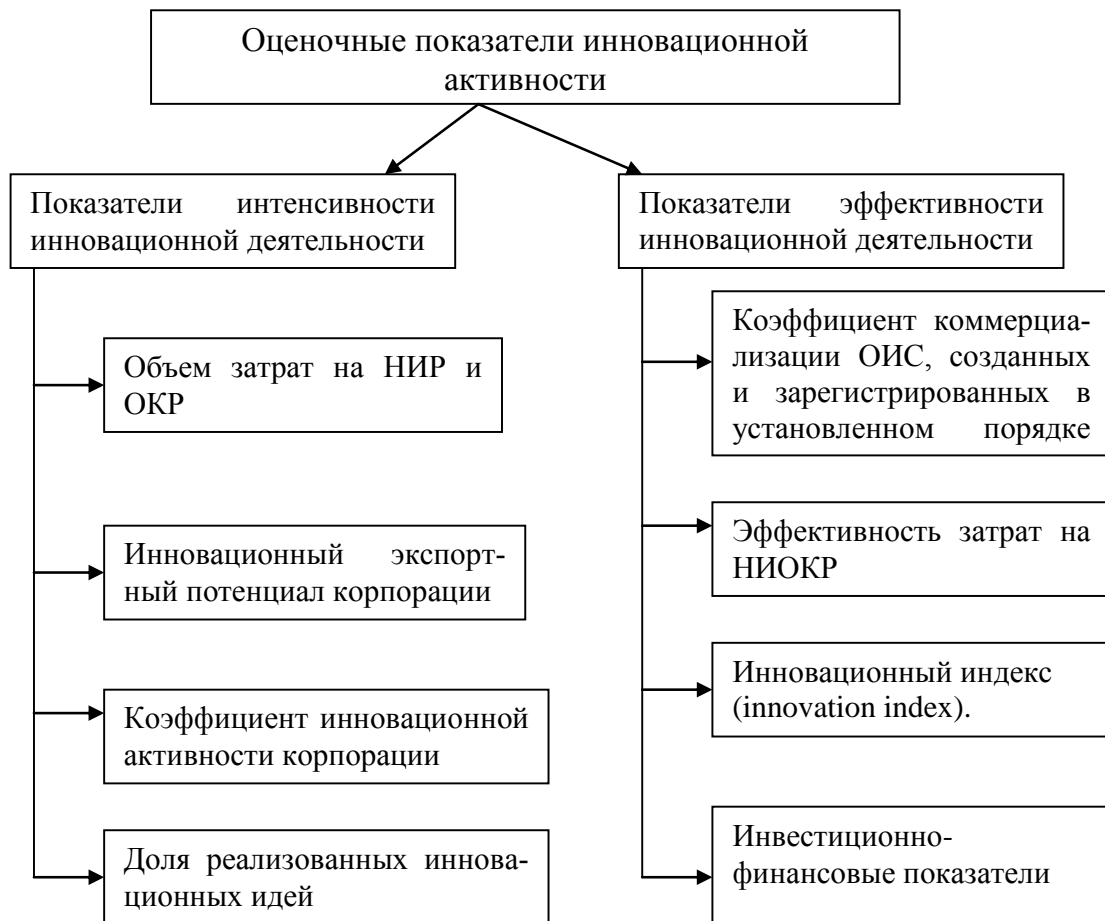 Оценочные показатели инновационной
активности
Показатели интенсивности
инновационной деятельности
Объем затрат на НИР и
ОКР
Инновационный экспорт-
ный потенциал корпорации
Коэффициент инновационной
активности корпорации
Доля реализованных иннова-
ционных идей
Показатели эффективности
инновационной деятельности
Коэффициент коммерциа-
лизации ОИС, созданных
и зарегистрированных в
установленном порядке
Эффективность затрат на
НИОКР
Инновационный индекс
(innovation index).
Инвестиционно-
финансовые показатели